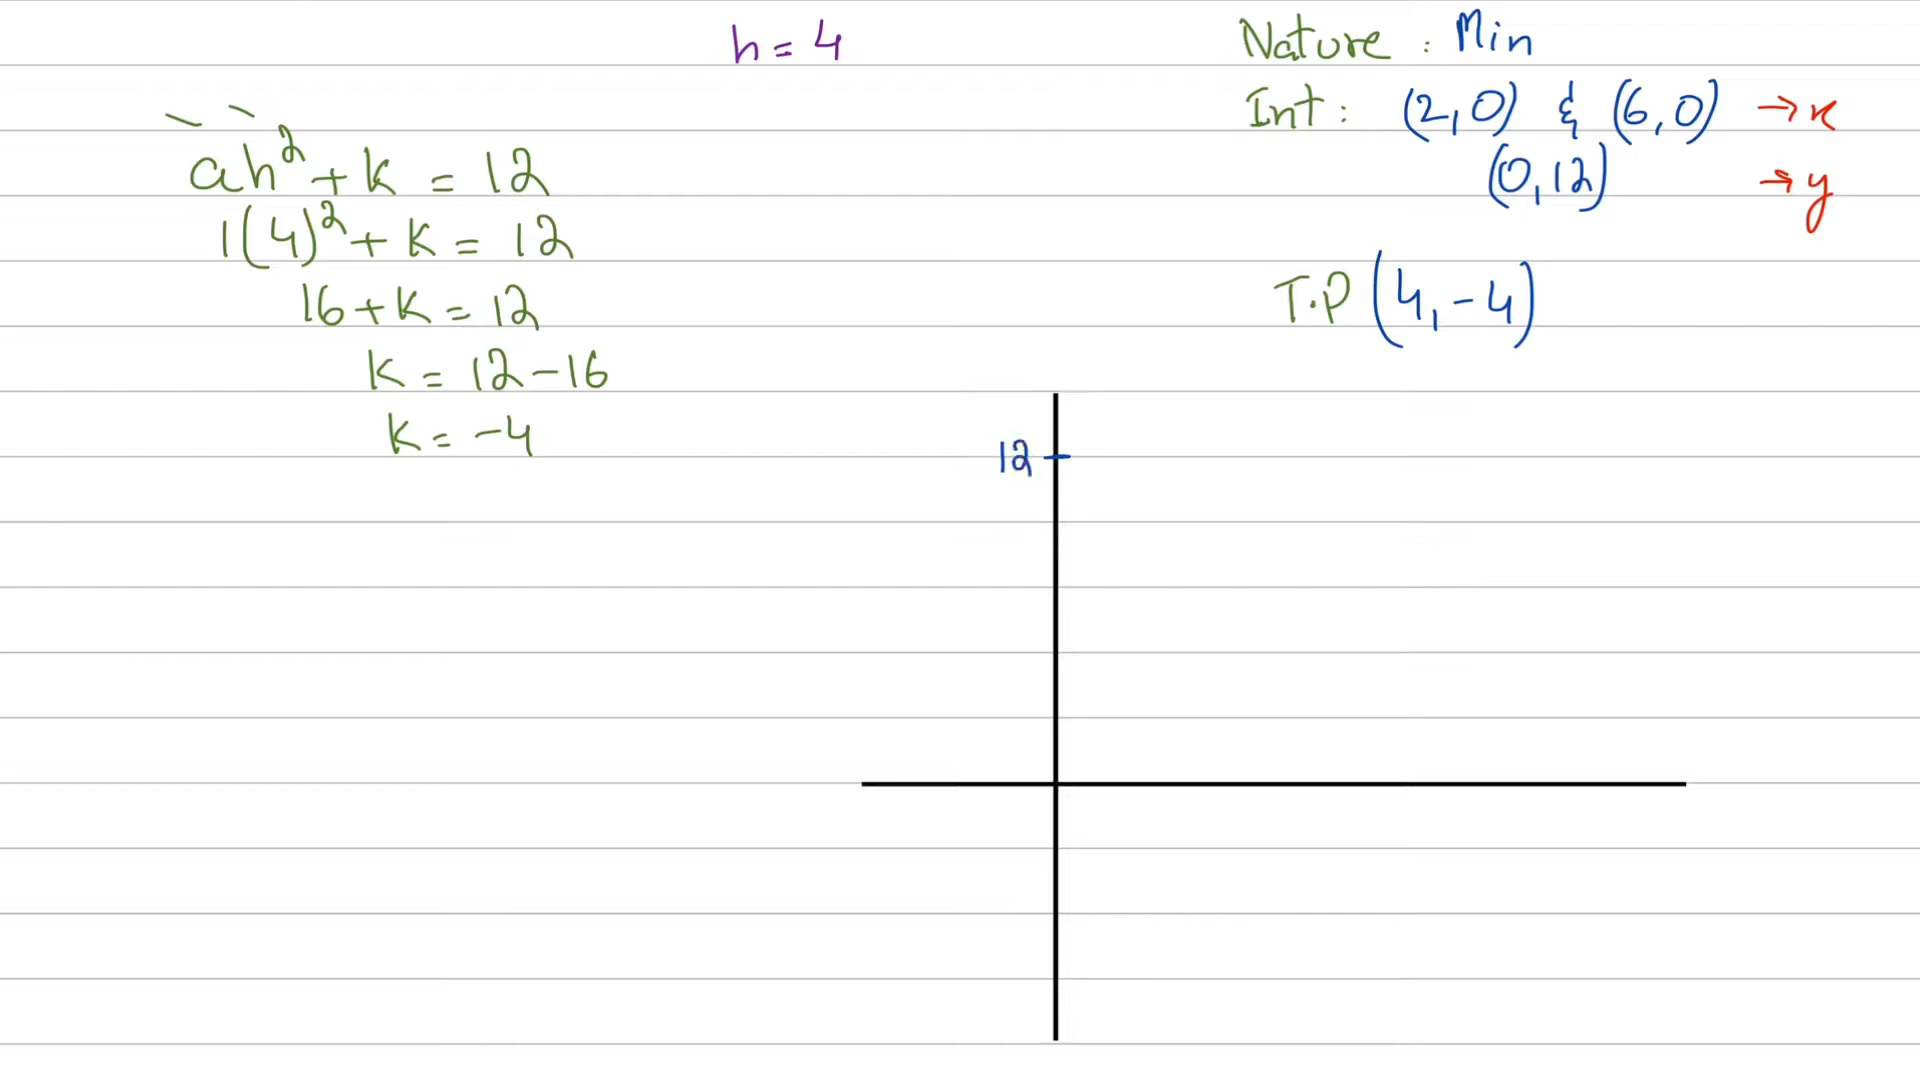 h = 4
ah² + k = 12
1(4)² + k = 12
16 + k = 12
k = 12 - 16
k = -4
Nature : Min
Int : (2,0) & (6,0) → x
(0,12) → y
T.P (4, -4)
12